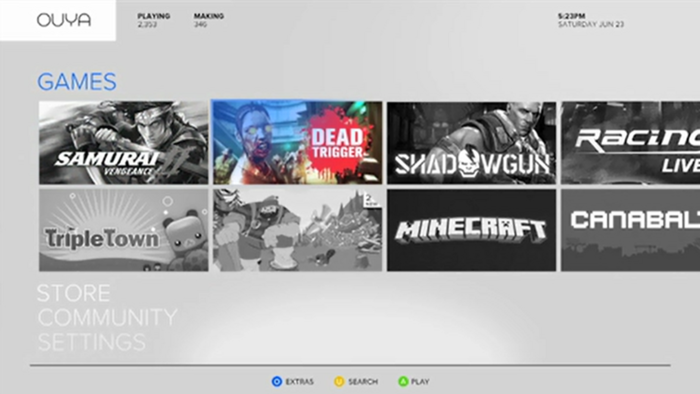 OUYA
PLAYING
2,353
MAKING
346
5:23PM
SATURDAY JUN 23
GAMES
SAMURAI II
VENGEANCE
DEAD
TRIGGER
SHADOWGUN
RACING
LIVE
TripleTown
2
NEW
MINECRAFT
CANABAL
STORE
COMMUNITY
SETTINGS
O EXTRAS
U SEARCH
A PLAY